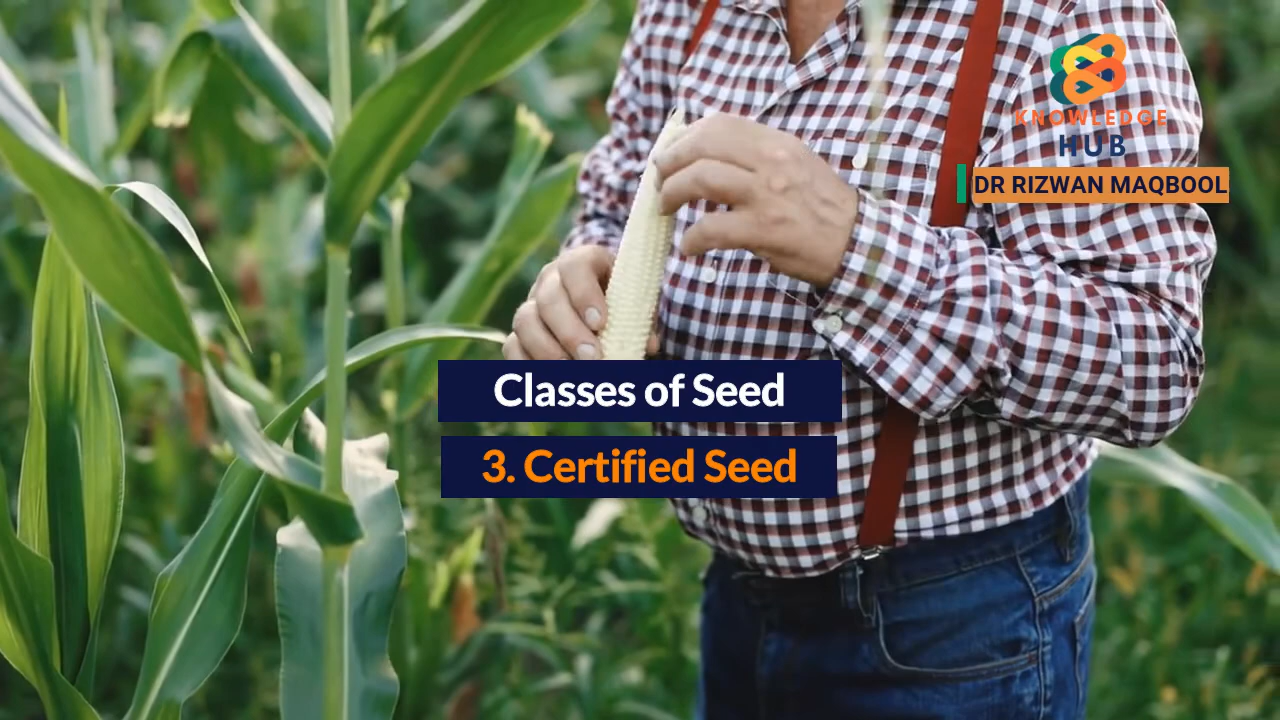 KNOWLEDGE
HUB
DR RIZWAN MAQBOOL
Classes of Seed
3. Certified Seed